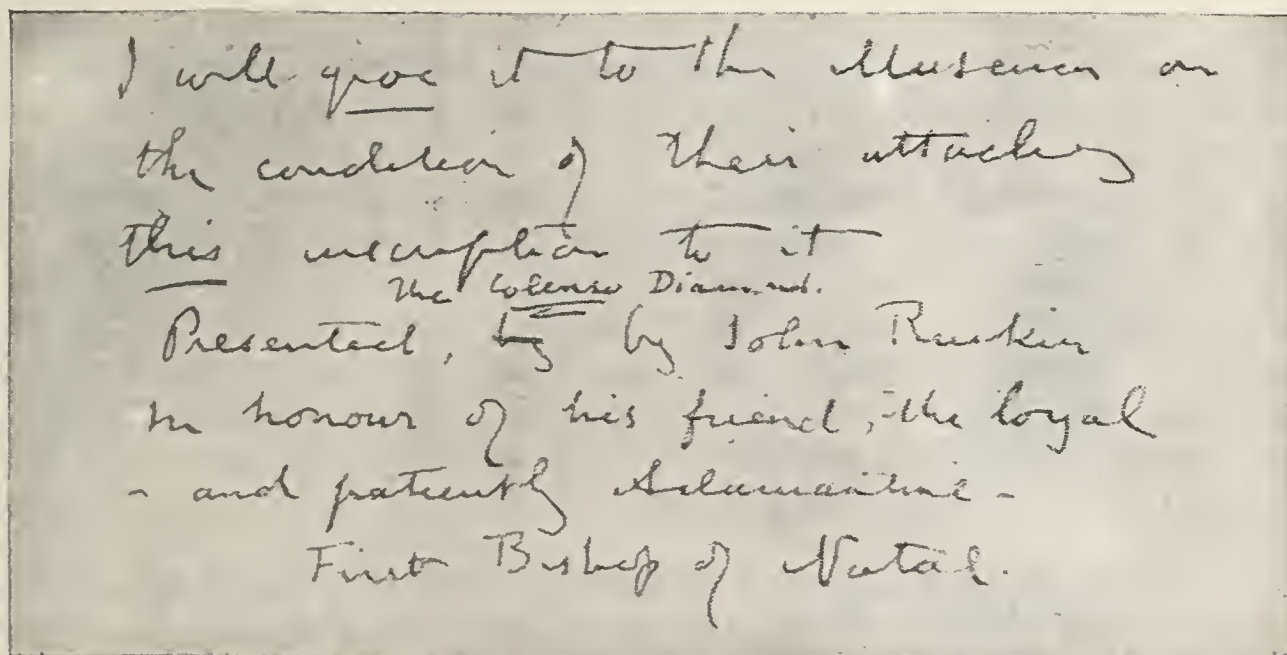 I will give it to the Museum on
the condition of their attaching
this inscription to it
The Colenso Diamond.
Presented, by by John Ruskin
in honour of his friend, the loyal
- and patiently Adamantine -
First Bishop of Natal.